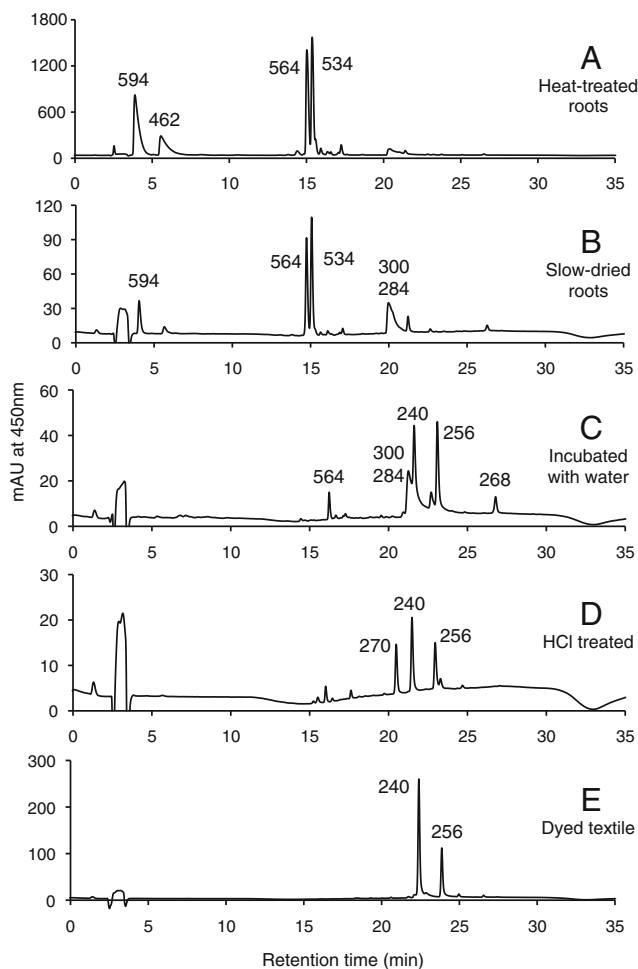 1800
1200
600
0
594
462
564
534
A
Heat-treated
roots
0 5 10 15 20 25 30 35
120
90
60
30
0
594
564
534
300
284
B
Slow-dried
roots
0 5 10 15 20 25 30 35
mAU at 450nm
60
40
20
0
564
300
284
240
256
268
C
Incubated
with water
0 5 10 15 20 25 30 35
30
20
10
0
270
240
256
D
HCl treated
0 5 10 15 20 25 30 35
300
200
100
0
240
256
E
Dyed textile
0 5 10 15 20 25 30 35
Retention time (min)